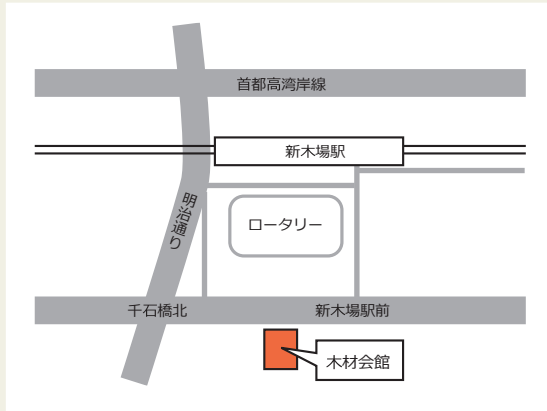 首都高湾岸線
新木場駅
明治通り
ロータリー
千石橋北
新木場駅前
木材会館